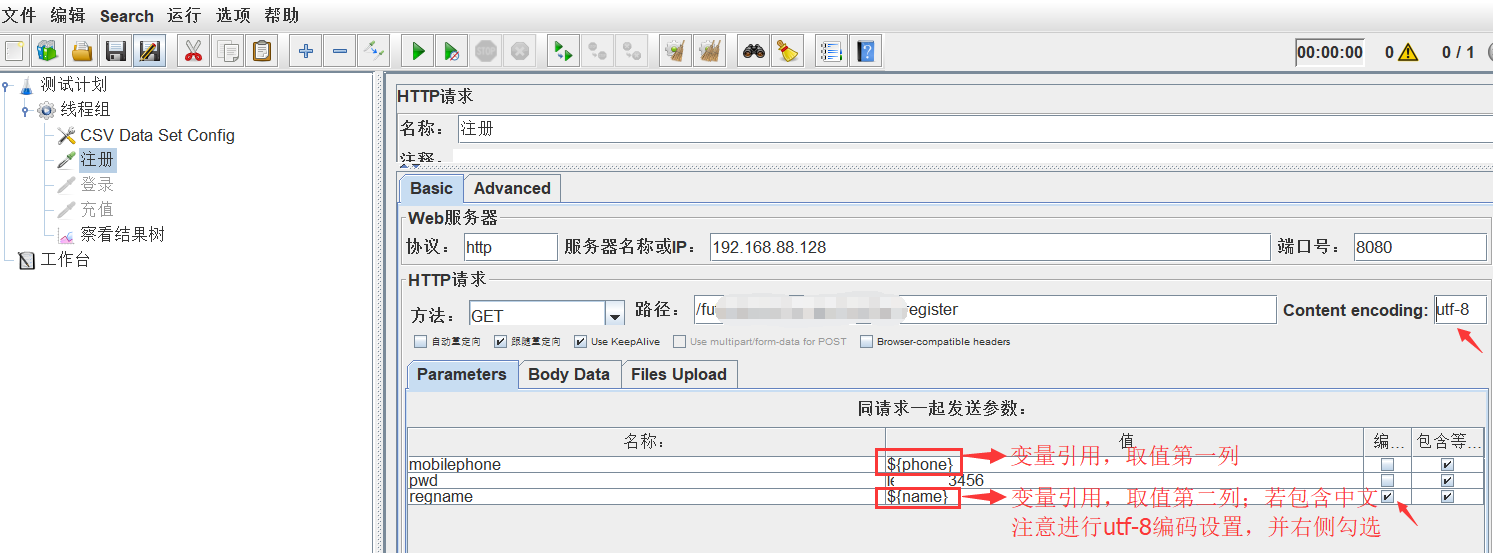 文件 编辑 Search 运行 选项 帮助
00:00:00 0 0 / 1
测试计划
线程组
CSV Data Set Config
注册
登录
充值
察看结果树
工作台
HTTP请求
名称： 注册
注释：
Basic Advanced
Web服务器
协议： http 服务器名称或IP： 192.168.88.128 端口号： 8080
HTTP请求
方法： GET 路径： /fu register Content encoding: utf-8
自动重定向 跟随重定向 Use KeepAlive Use multipart/form-data for POST Browser-compatible headers
Parameters Body Data Files Upload
同请求一起发送参数：
名称： 值 编... 包含等...
mobilephone ${phone} 变量引用，取值第一列
pwd 3456
regname ${name} 变量引用，取值第二列；若包含中文
注意进行utf-8编码设置，并右侧勾选